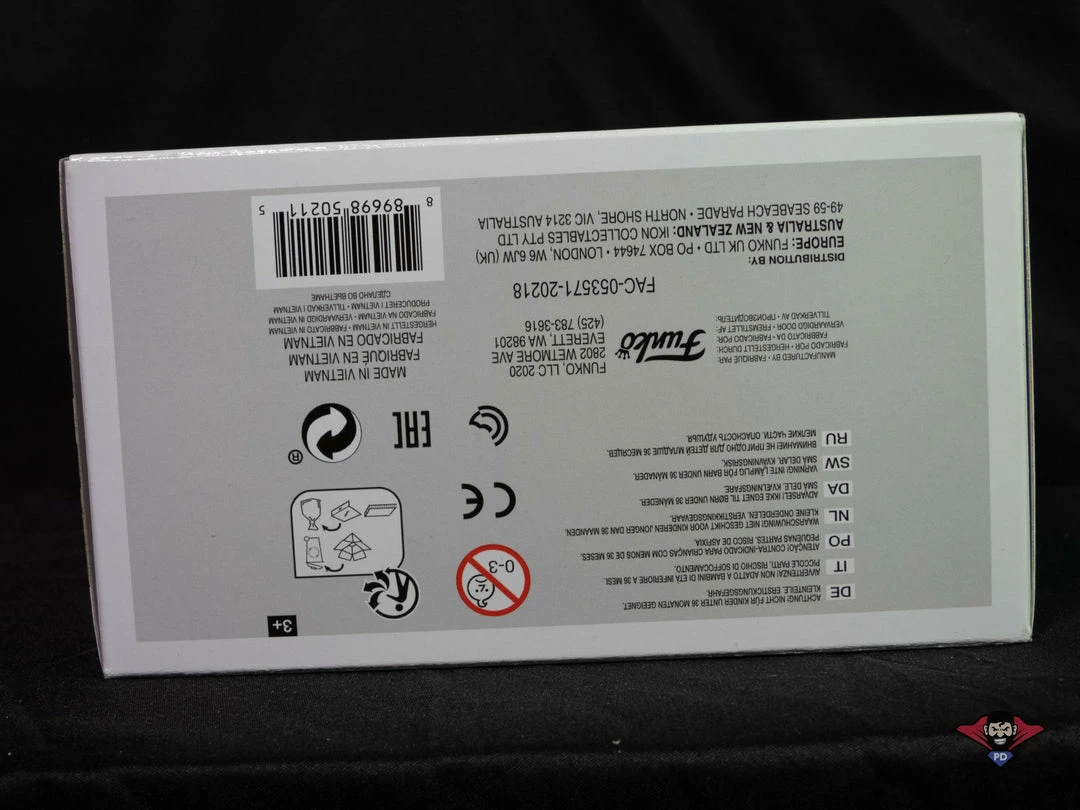 DE ACHTUNG! NICHT FÜR KINDER UNTER 36 MONATEN GEEIGNET.
KLEINTEILE. ERSTICKUNGSGEFAHR.
IT AVVERTENZA! NON ADATTO A BAMBINI DI ETÀ INFERIORE A 36 MESI.
PICCOLE PARTI. RISCHIO DI SOFFOCAMENTO.
PO ATENÇÃO! CONTRA-INDICADO PARA CRIANÇAS COM MENOS DE 36 MESES.
PEQUENAS PARTES. RISCO DE ASFIXIA.
NL WAARSCHUWING! NIET GESCHIKT VOOR KINDEREN JONGER DAN 36 MAANDEN.
KLEINE ONDERDELEN. VERSTIKKINGSGEVAAR.
DA ADVARSEL! EGNER SIG IKKE TIL BØRN UNDER 36 MÅNEDER.
SMÅ DELE. KVÆLNINGSFARE.
SW VARNING! INTE LÄMPLIG FÖR BARN UNDER 36 MÅNADER.
SMÅ DELAR. KVÄVNINGSRISK.
RU ВНИМАНИЕ! НЕ ПРИГОДНО ДЛЯ ДЕТЕЙ МЛАДШЕ 36 МЕСЯЦЕВ.
МЕЛКИЕ ЧАСТИ. ОПАСНОСТЬ УДУШЬЯ.
0-3
3+
CE
EAC
®
MANUFACTURED BY • FABRIQUÉ PAR:
FABRICADO POR • HERGESTELLT DURCH:
FABRICATO DA • FABRICADO POR:
VERVAARDIGD DOOR • FREMSTILLET AF:
TILLVERKAD AV • ПРОИЗВОДИТЕЛЬ:
Funko
FUNKO, LLC 2020
2802 WETMORE AVE
EVERETT, WA 98201
(425) 783-3616
MADE IN VIETNAM
FABRIQUÉ EN VIETNAM
FABRICADO EN VIETNAM
HERGESTELLT IN VIETNAM • FABRICATO IN VIETNAM
FABRICADO NA VIETNAM • VERVAARDIGD IN VIETNAM
PRODUCERET I VIETNAM • TILLVERKAD I VIETNAM
СДЕЛАНО ВО ВЬЕТНАМЕ
FAC-053571-20218
DISTRIBUTION BY:
EUROPE: FUNKO UK LTD • PO BOX 74644 • LONDON, W6 6JW (UK)
AUSTRALIA & NEW ZEALAND: IKON COLLECTABLES PTY LTD
49-59 SEABEACH PARADE • NORTH SHORE, VIC 3214 AUSTRALIA
8 89698 50211 5
PD